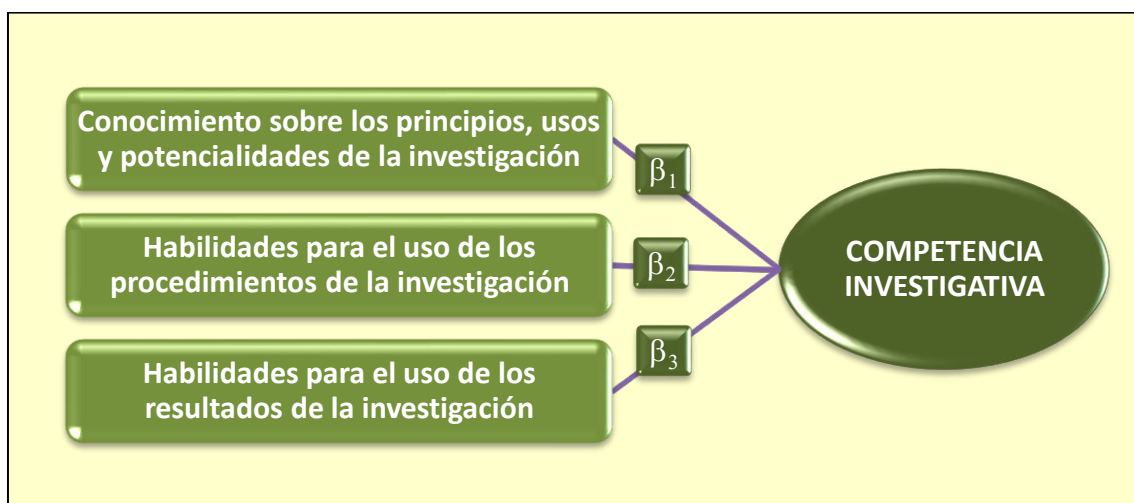 Conocimiento sobre los principios, usos
y potencialidades de la investigación
β1
Habilidades para el uso de los
procedimientos de la investigación
β2
Habilidades para el uso de los
resultados de la investigación
β3
COMPETENCIA
INVESTIGATIVA